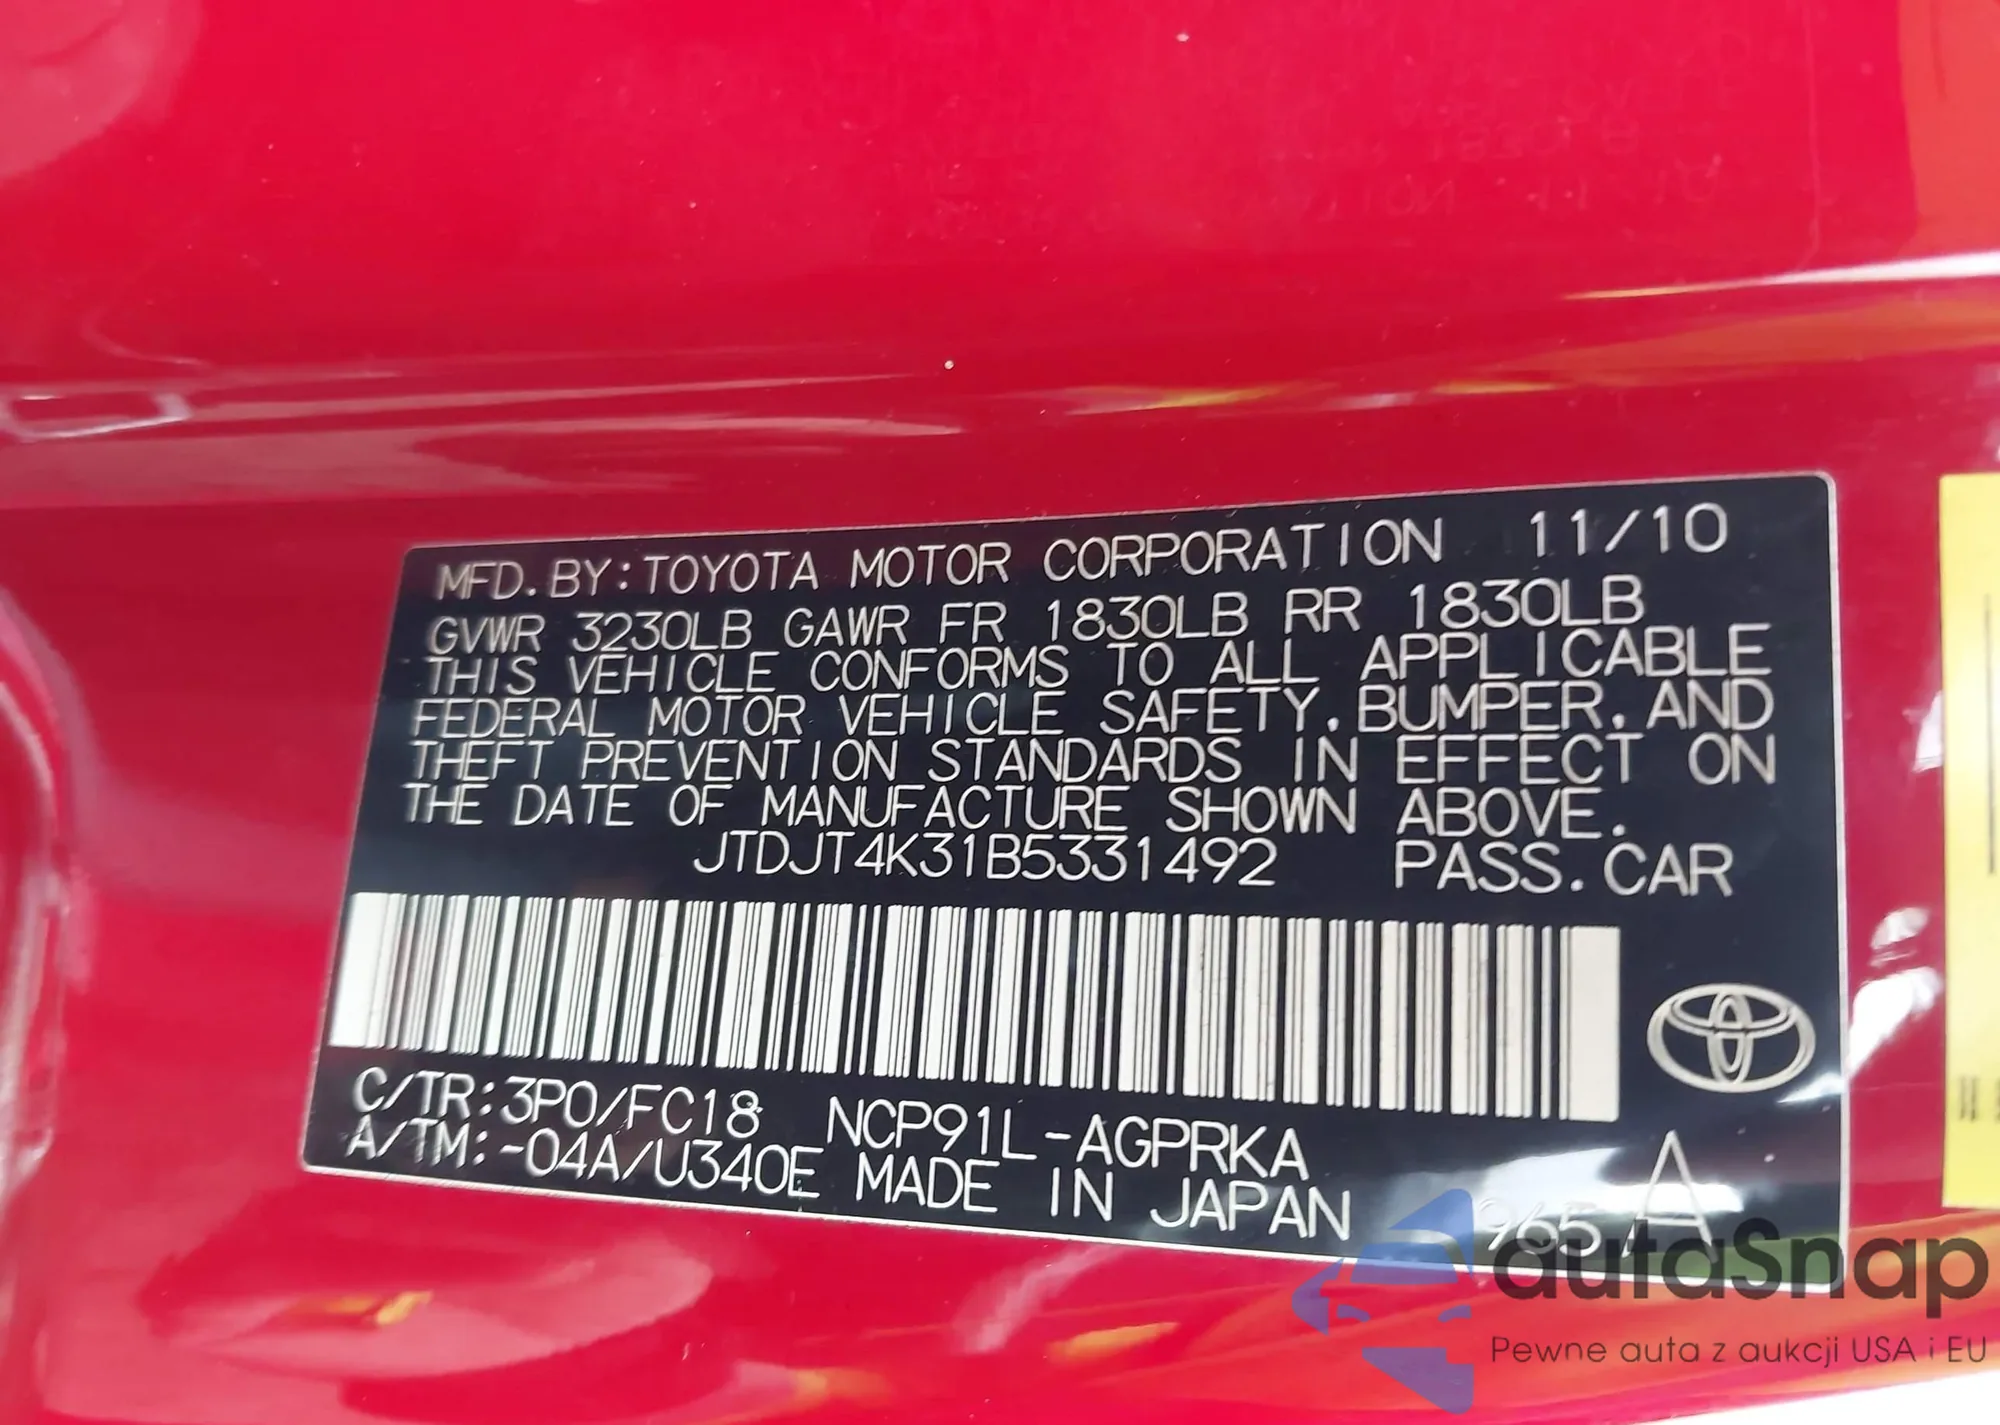 MFD.BY:TOYOTA MOTOR CORPORATION 11/10
GVWR 3230LB GAWR FR 1830LB RR 1830LB
THIS VEHICLE CONFORMS TO ALL APPLICABLE
FEDERAL MOTOR VEHICLE SAFETY,BUMPER,AND
THEFT PREVENTION STANDARDS IN EFFECT ON
THE DATE OF MANUFACTURE SHOWN ABOVE.
JTDJT4K31B5331492 PASS.CAR
C/TR:3P0/FC18 NCP91L-AGPRKA
A/TM:-04A/U340E MADE IN JAPAN 965 A
autaSnap
Pewne auta z aukcji USA i EU